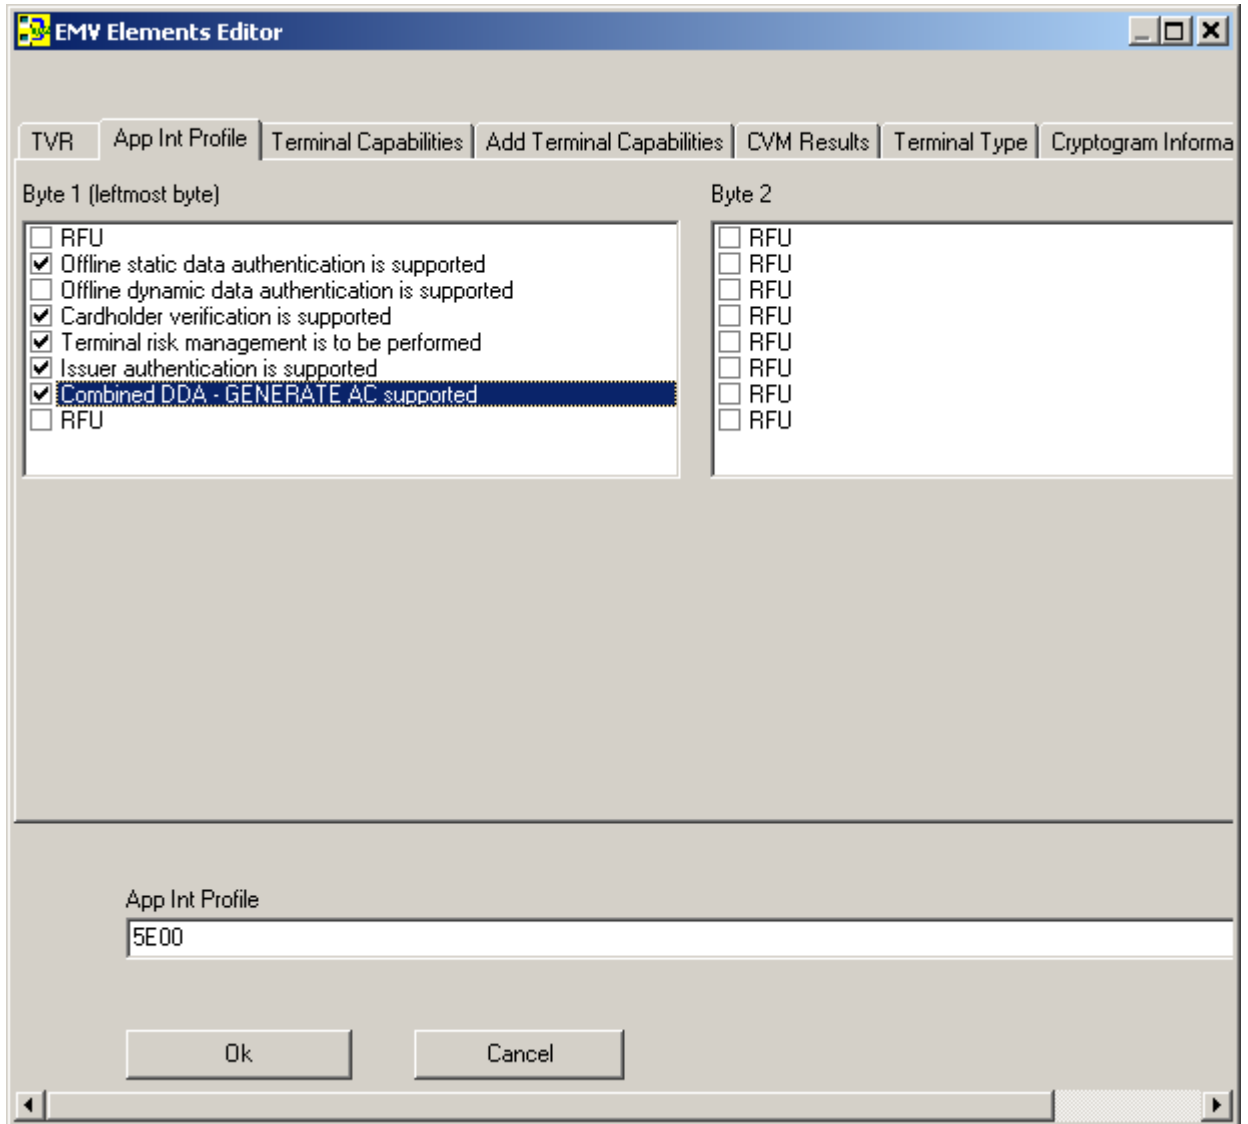 EMV Elements Editor
TVR App Int Profile Terminal Capabilities Add Terminal Capabilities CVM Results Terminal Type Cryptogram Informa
Byte 1 (leftmost byte)
RFU
Offline static data authentication is supported
Offline dynamic data authentication is supported
Cardholder verification is supported
Terminal risk management is to be performed
Issuer authentication is supported
Combined DDA - GENERATE AC supported
RFU
Byte 2
RFU
RFU
RFU
RFU
RFU
RFU
RFU
RFU
App Int Profile
5E00
Ok Cancel